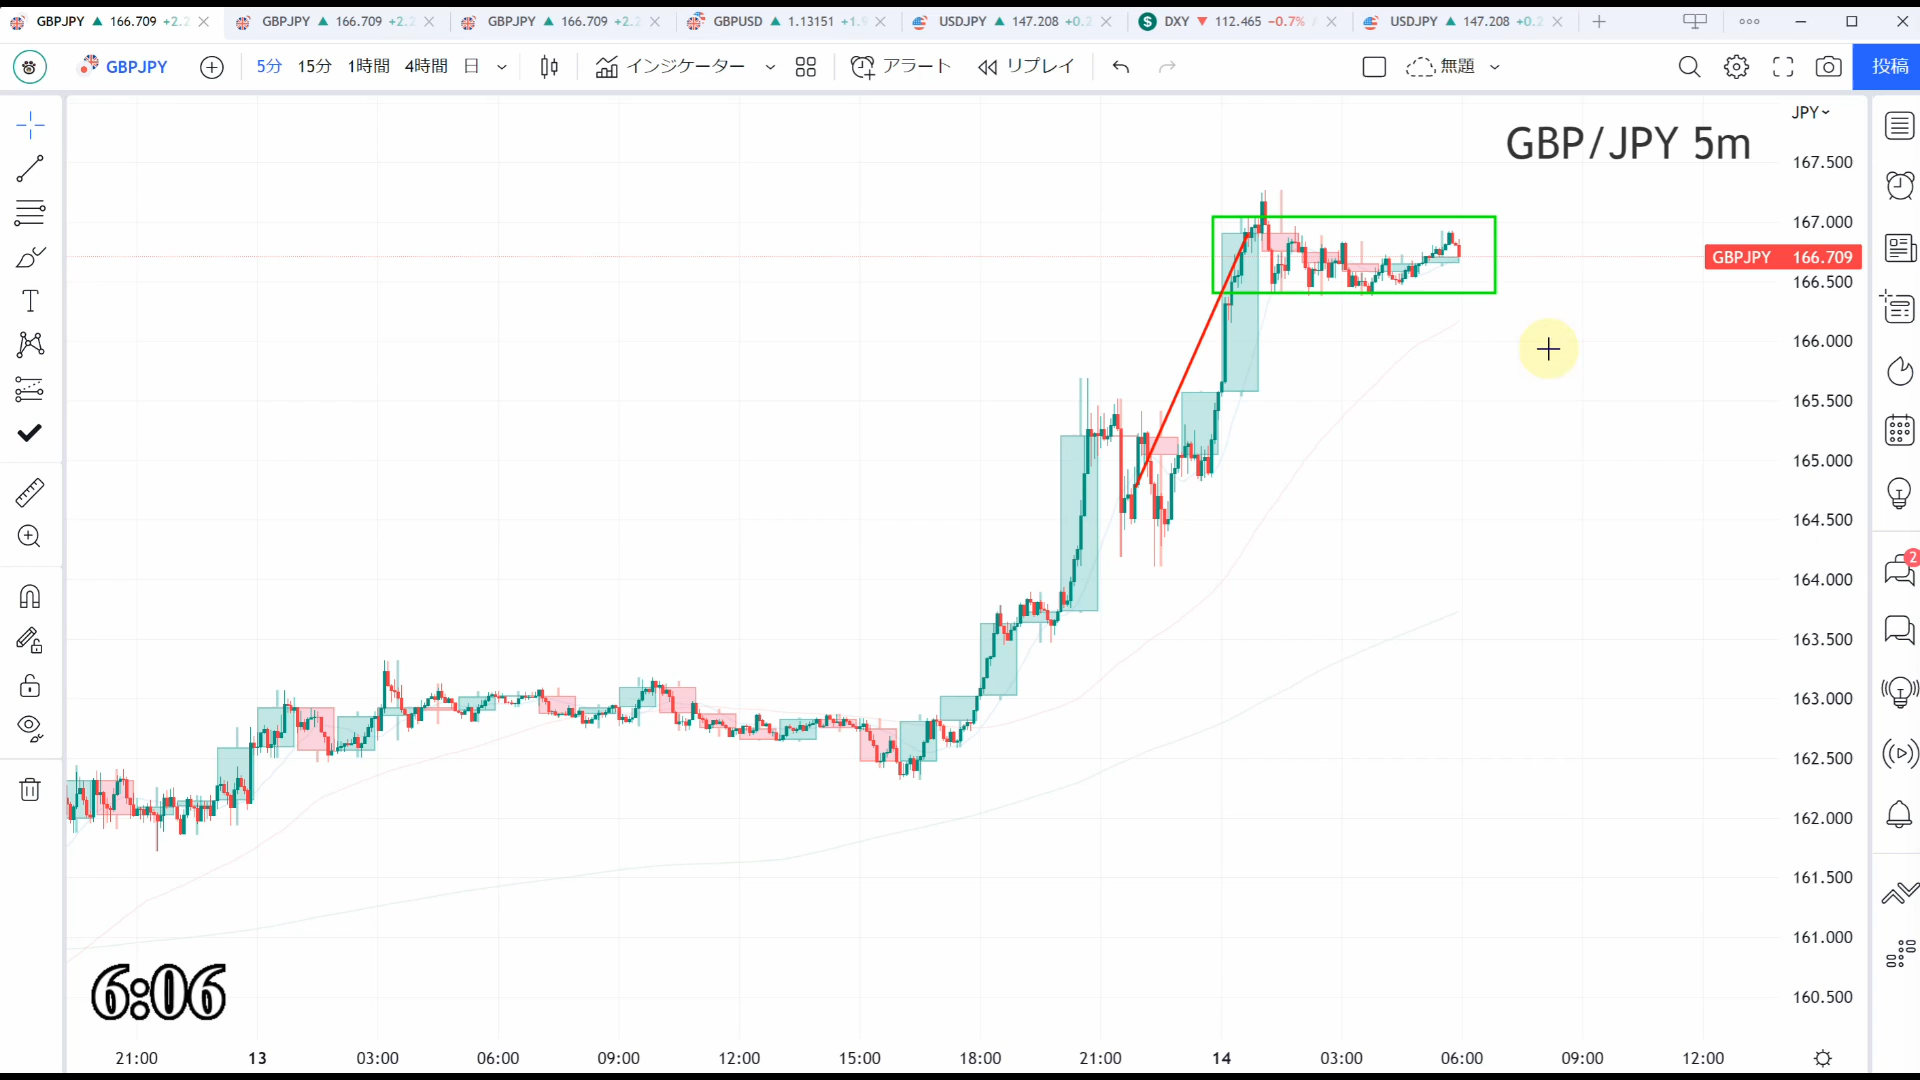 GBPJPY ▲ 166.709 +2.2
GBPJPY ▲ 166.709 +2.2
GBPJPY ▲ 166.709 +2.2
GBPUSD ▲ 1.13151 +1.9
USDJPY ▲ 147.208 +0.2
DXY ▼ 112.465 −0.7%
USDJPY ▲ 147.208 +0.2
GBPJPY
5分 15分 1時間 4時間 日
インジケーター
アラート
リプレイ
無題
投稿
JPY
GBP/JPY 5m
167.500
167.000
GBPJPY 166.709
166.500
166.000
165.500
165.000
164.500
164.000
163.500
163.000
162.500
162.000
161.500
161.000
160.500
2
6:06
21:00 13 03:00 06:00 09:00 12:00 15:00 18:00 21:00 14 03:00 06:00 09:00 12:00